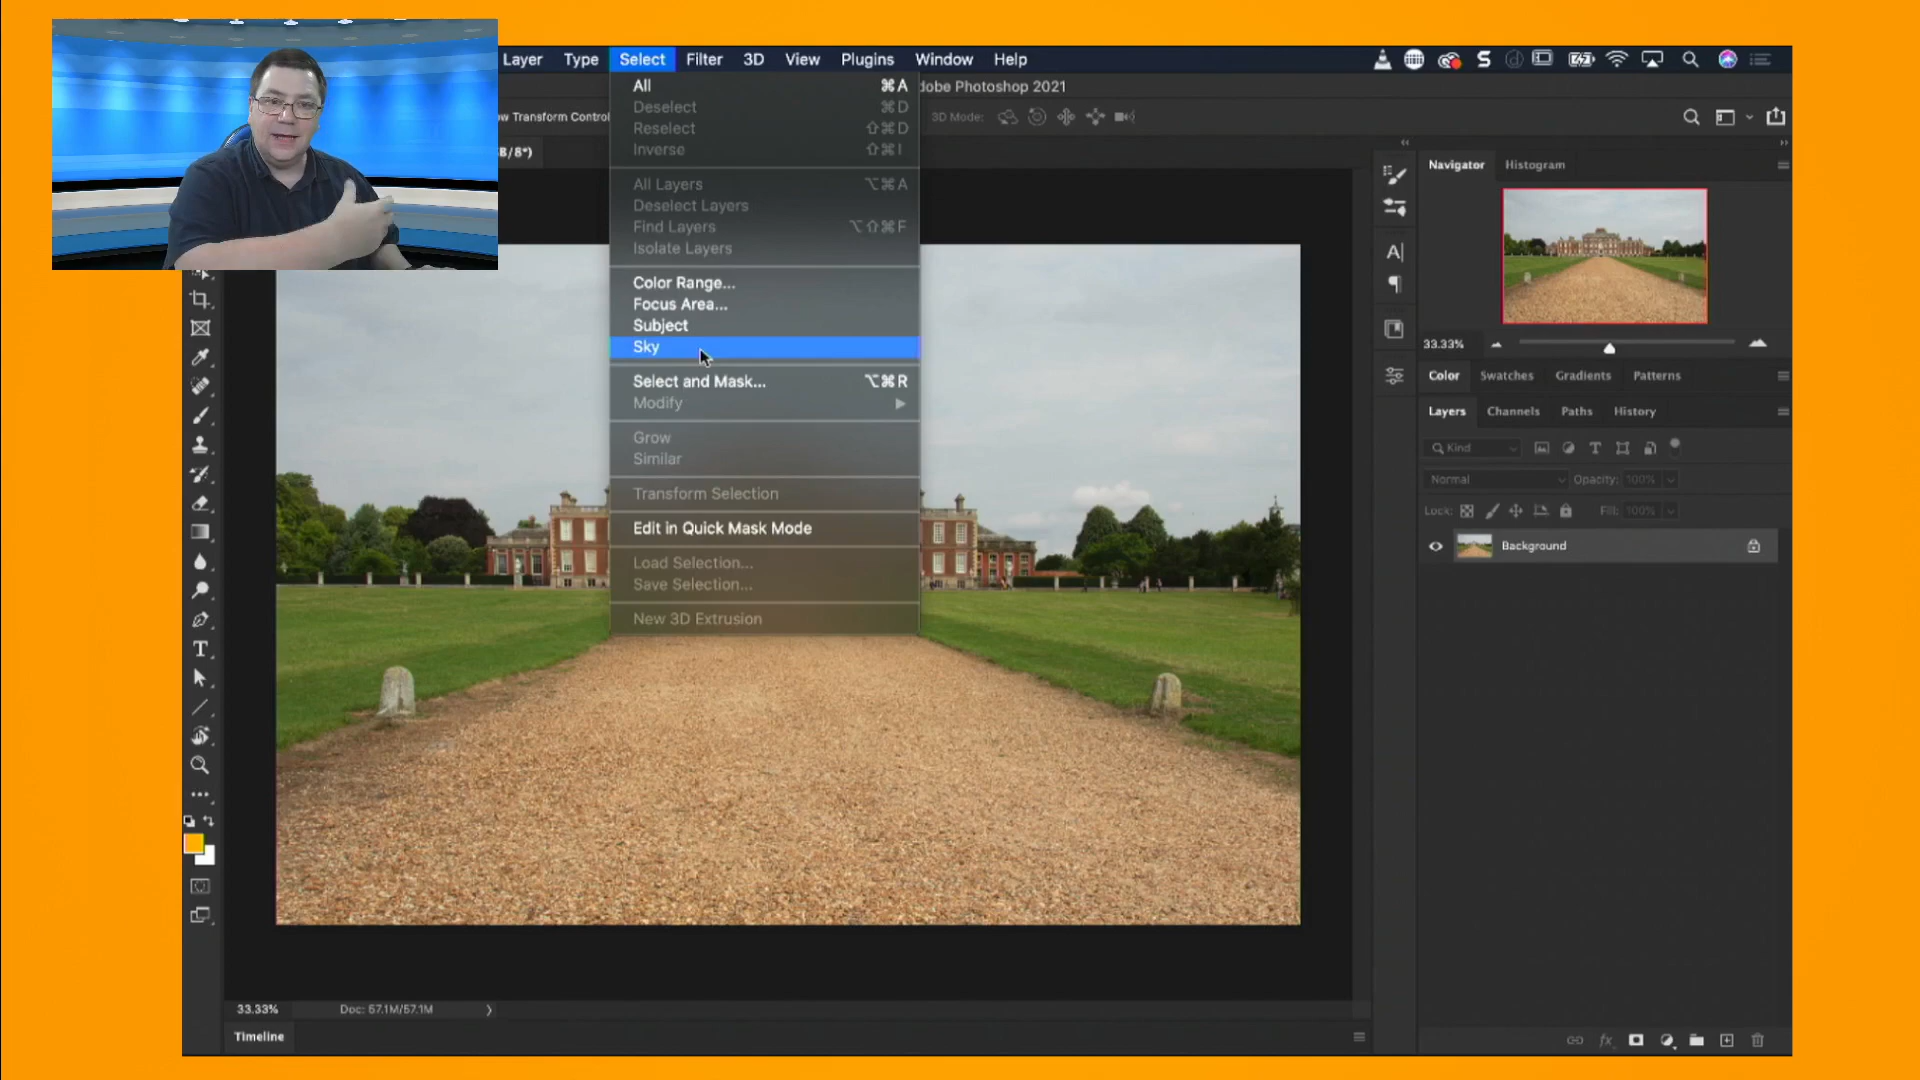 Layer Type Select Filter 3D View Plugins Window Help
dobe Photoshop 2021
w Transform Control
3D Mode:
B/8*)
All ⌘A
Deselect ⌘D
Reselect ⇧⌘D
Inverse ⇧⌘I
All Layers ⌥⌘A
Deselect Layers
Find Layers ⌥⇧⌘F
Isolate Layers
Color Range...
Focus Area...
Subject
Sky
Select and Mask... ⌥⌘R
Modify
Grow
Similar
Transform Selection
Edit in Quick Mask Mode
Load Selection...
Save Selection...
New 3D Extrusion
Navigator Histogram
33.33%
Color Swatches Gradients Patterns
Layers Channels Paths History
Kind
Normal Opacity: 100%
Lock: Fill: 100%
Background
33.33% Doc: 57.1M/57.1M
Timeline